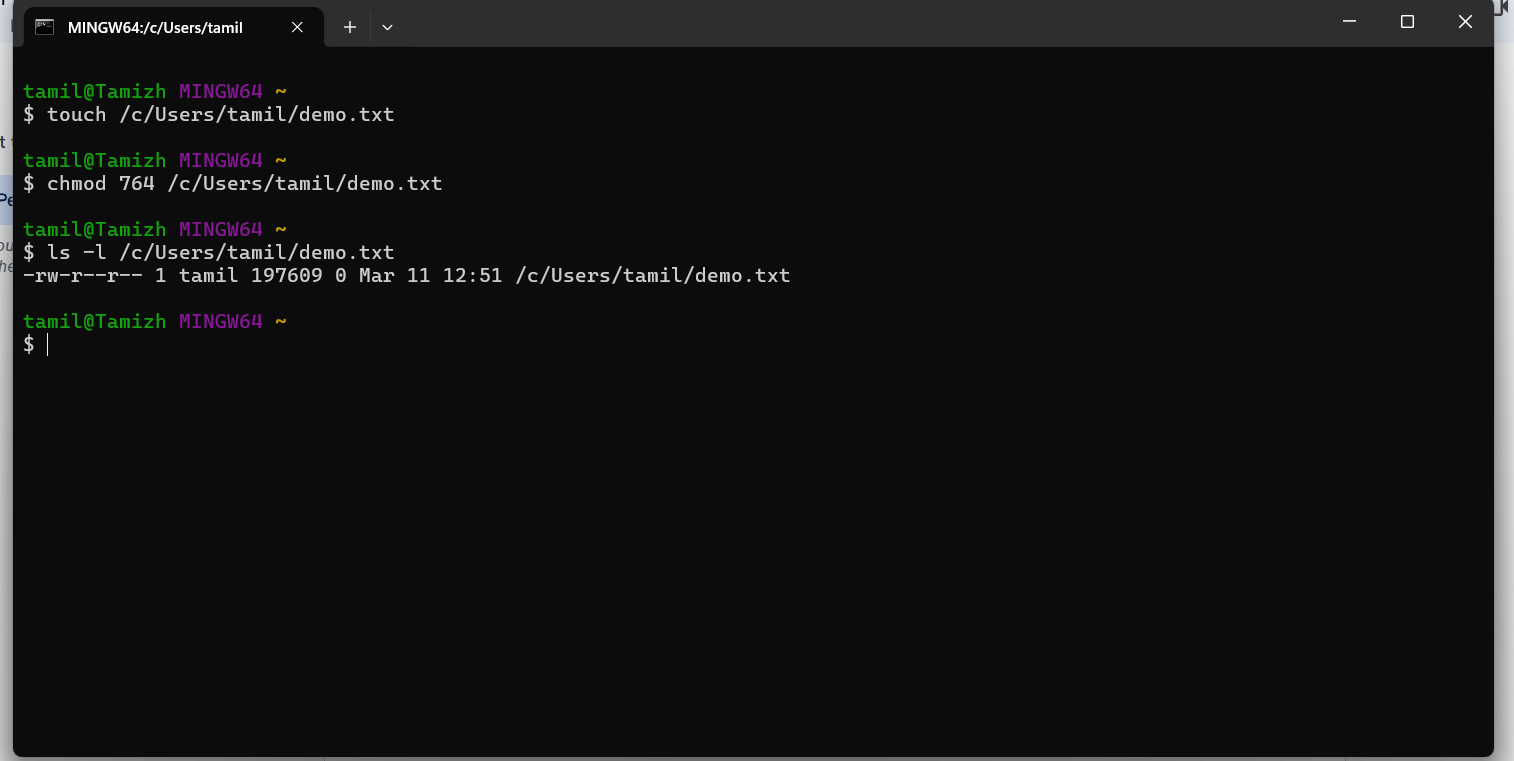 MINGW64:/c/Users/tamil
tamil@Tamizh MINGW64 ~
$ touch /c/Users/tamil/demo.txt
tamil@Tamizh MINGW64 ~
$ chmod 764 /c/Users/tamil/demo.txt
tamil@Tamizh MINGW64 ~
$ ls -l /c/Users/tamil/demo.txt
-rw-r--r-- 1 tamil 197609 0 Mar 11 12:51 /c/Users/tamil/demo.txt
tamil@Tamizh MINGW64 ~
$